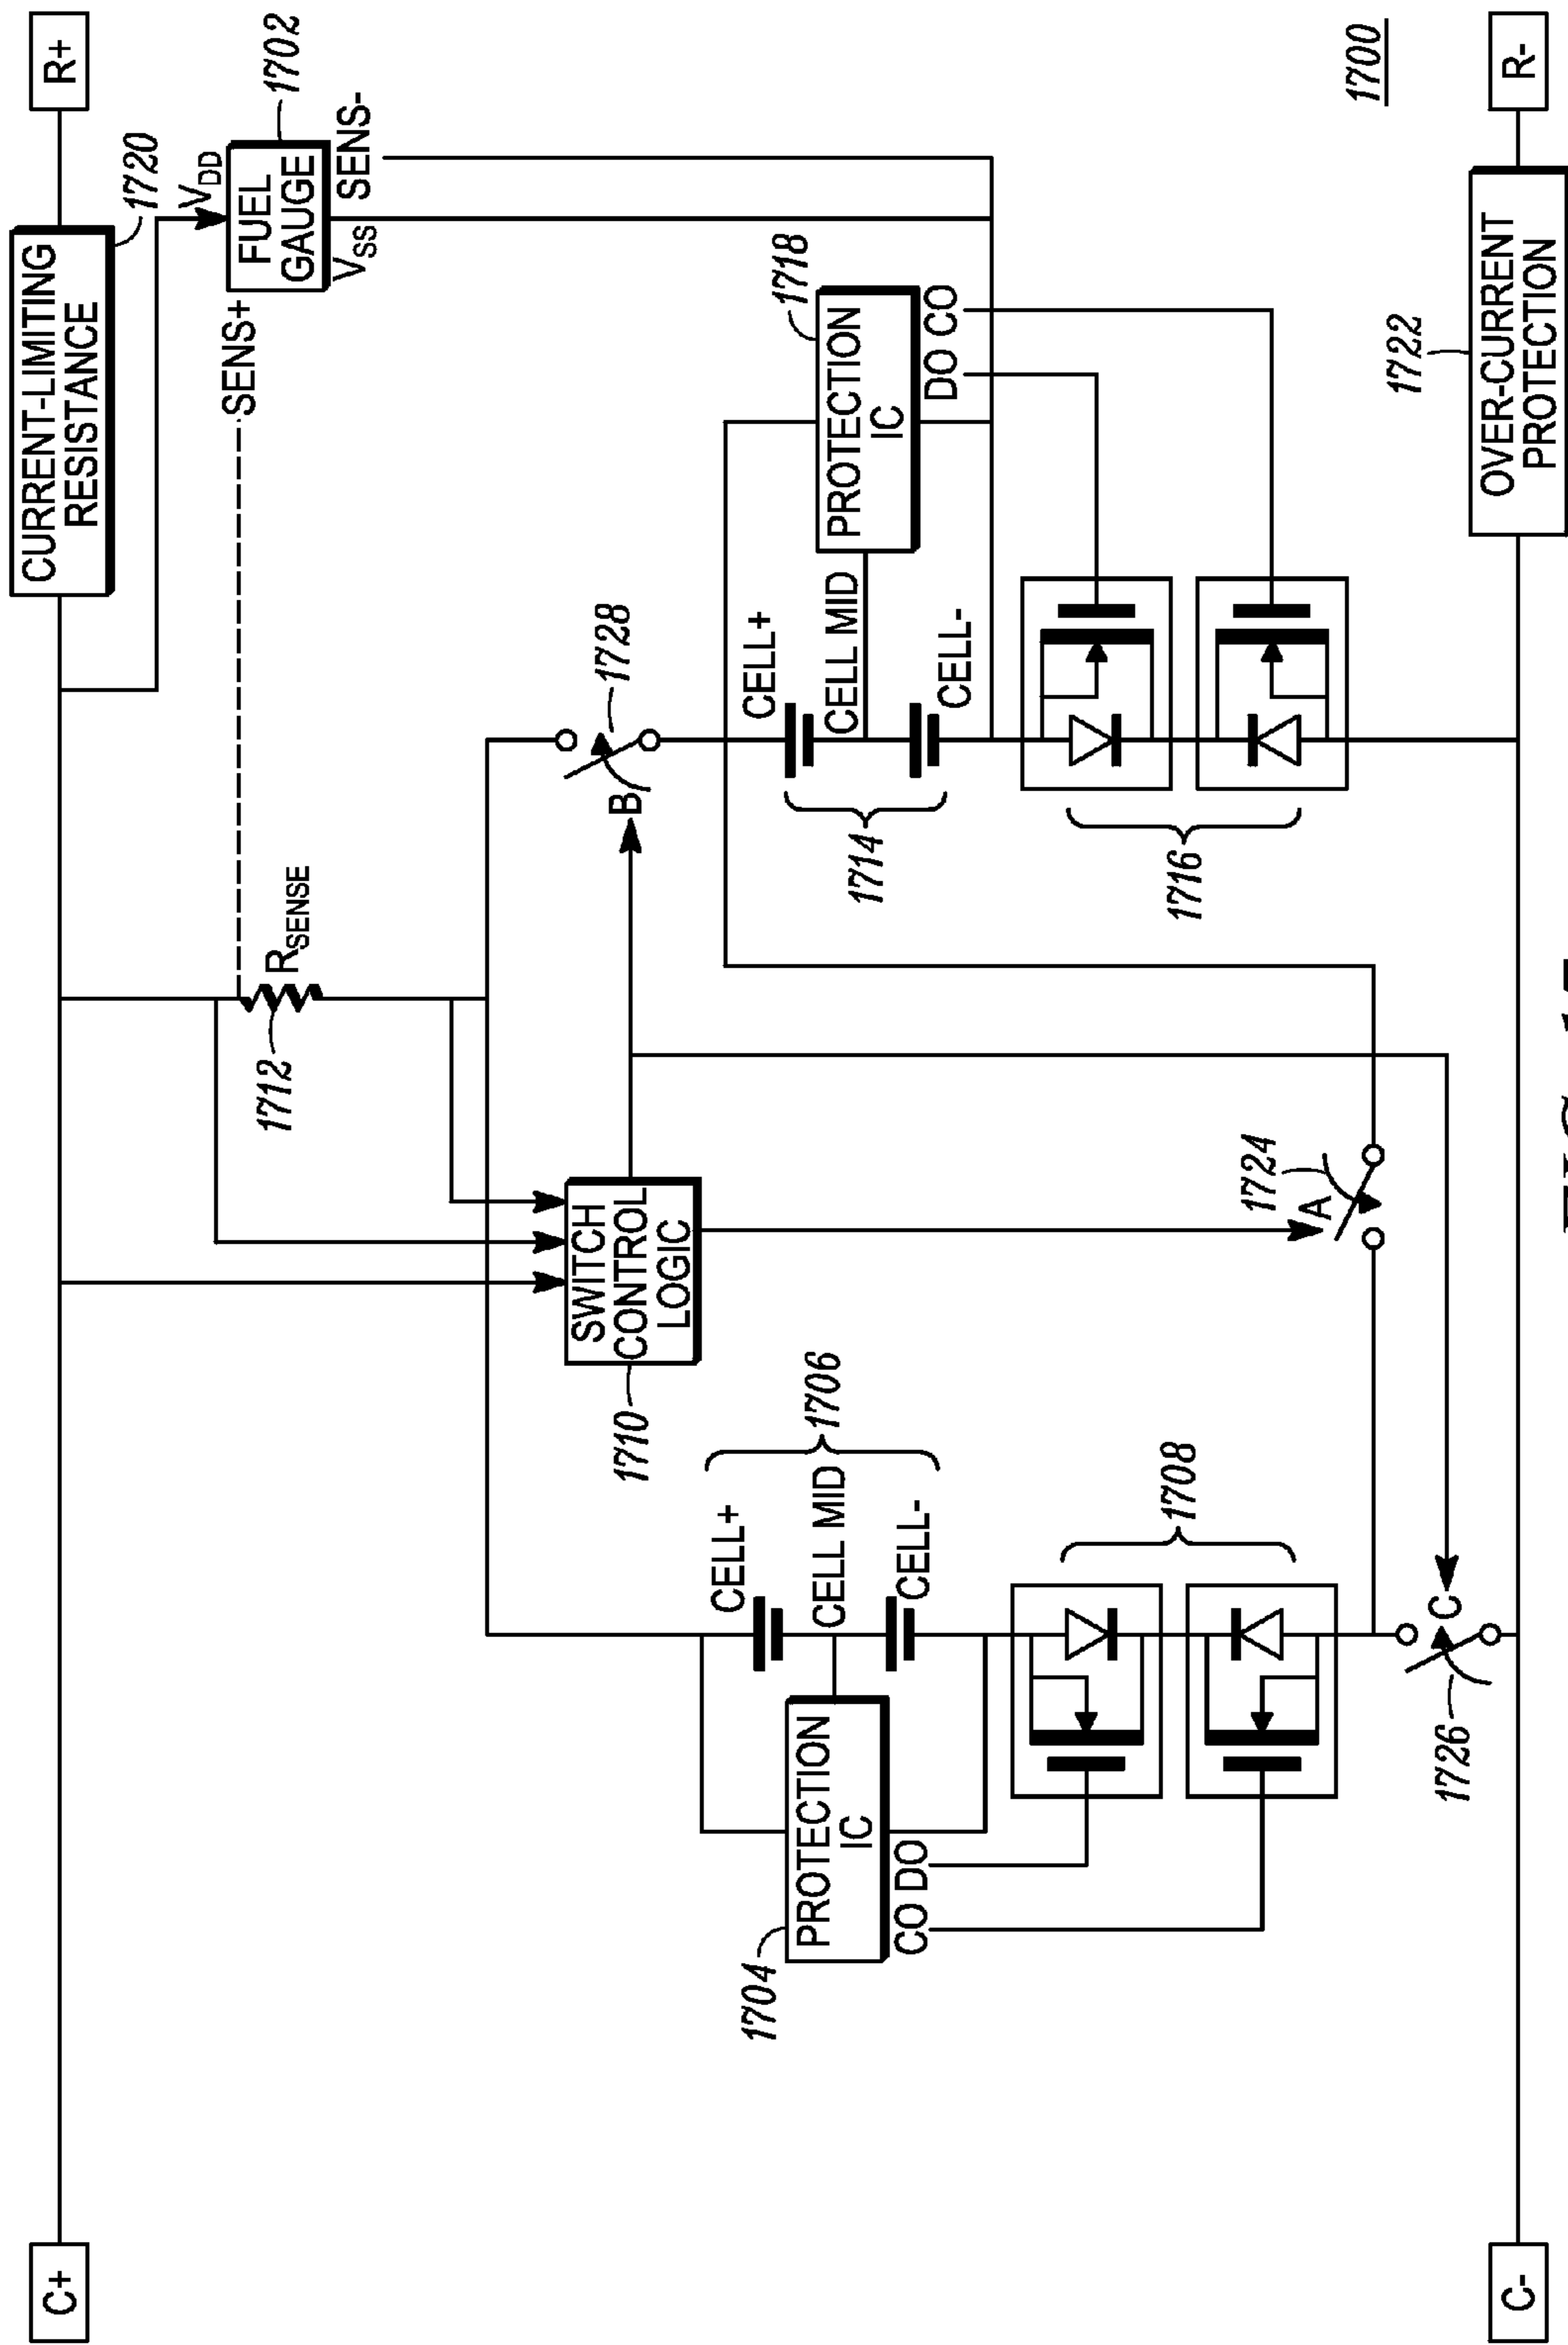 C+
CURRENT-LIMITING
RESISTANCE
R+
1720
VDD
FUEL
GAUGE
1702
SENS+
VSS
SENS-
RSENSE
1712
1728
B
SWITCH
CONTROL
LOGIC
1710
1706
CELL+
CELL MID
CELL-
PROTECTION
IC
1704
CO DO
1708
CELL+
CELL MID
CELL-
1714
PROTECTION
IC
1718
DO CO
1716
A
1724
C
1726
1722
OVER-CURRENT
PROTECTION
1700
C-
R-